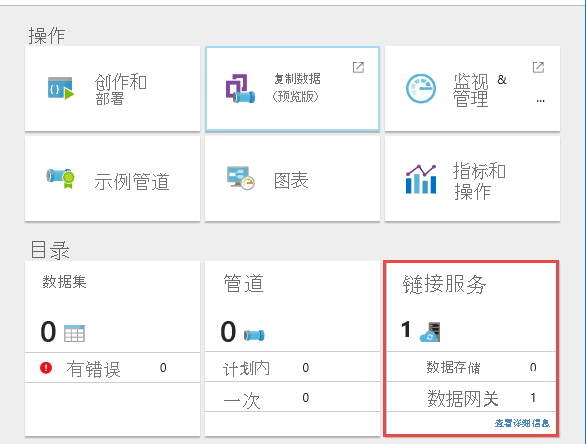 操作
创作和
部署
复制数据
(预览版)
监视 &
管理
...
示例管道
图表
指标和
操作
目录
数据集
0
有错误 0
管道
0
计划内 0
一次 0
链接服务
1
数据存储 0
数据网关 1
查看详细信息